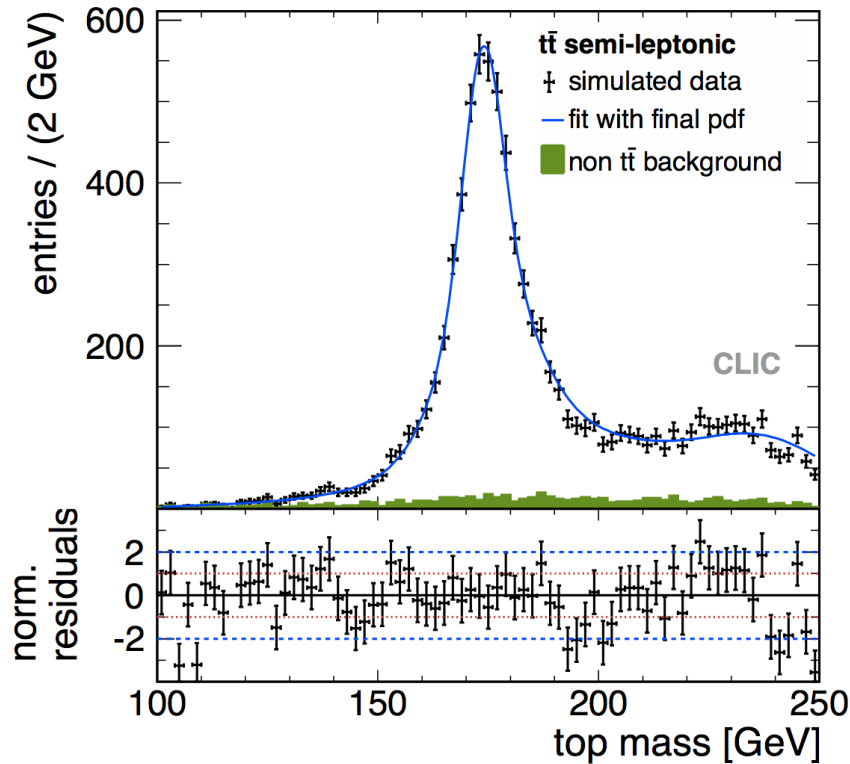 600
400
200
entries / (2 GeV)
tt̄ semi-leptonic
simulated data
fit with final pdf
non tt̄ background
CLIC
norm.
residuals
2
0
-2
100
150
200
250
top mass [GeV]